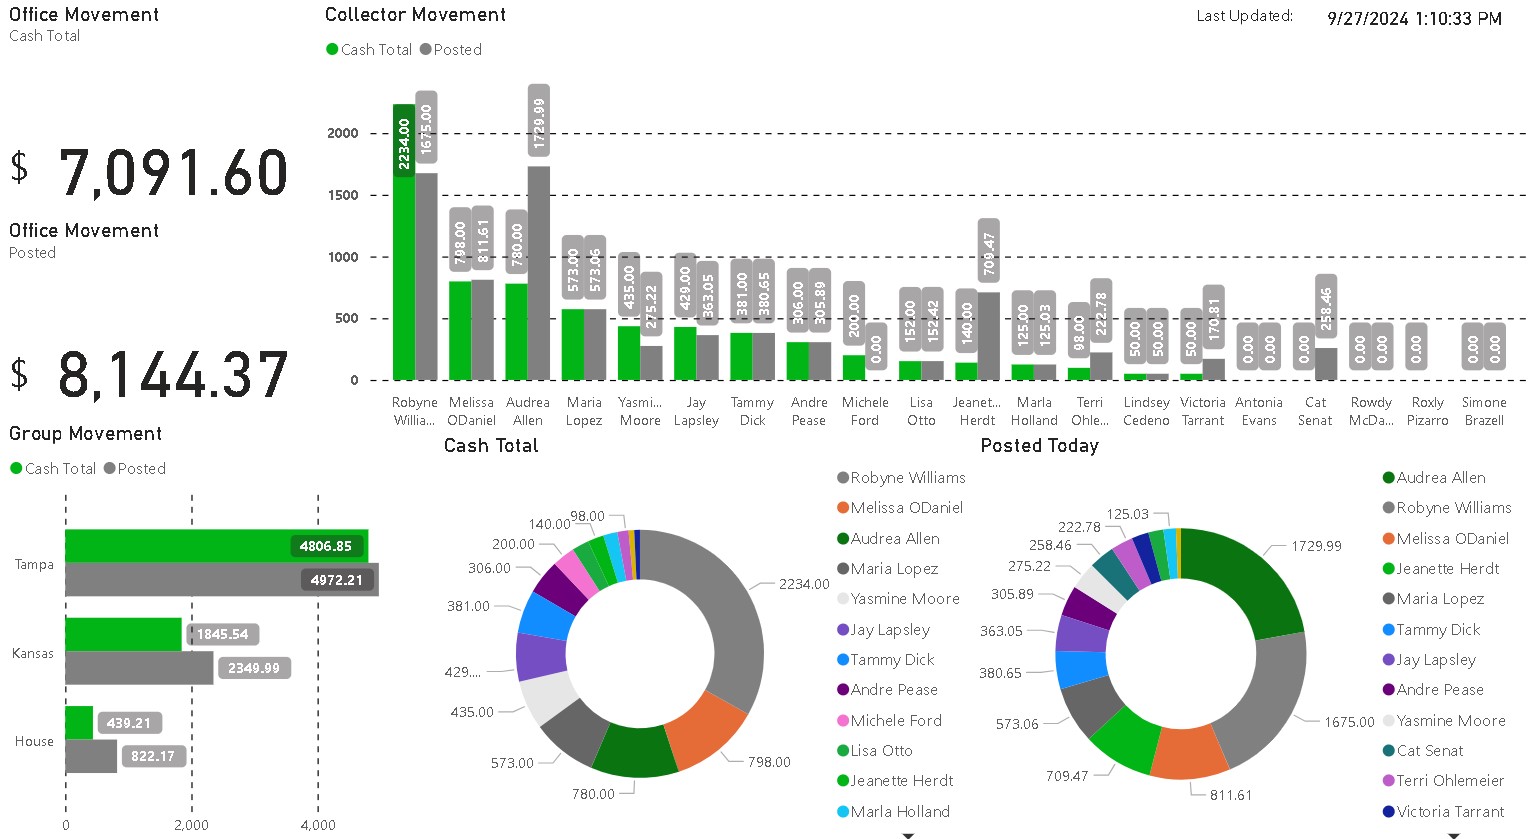 Office Movement
Cash Total
$ 7,091.60
Office Movement
Posted
$ 8,144.37
Collector Movement
Last Updated: 9/27/2024 1:10:33 PM
Cash Total Posted
2000
1500
1000
500
0
2234.00 1675.00
798.00 811.61
780.00 1729.99
573.00 573.06
435.00 275.22
429.00 363.05
381.00 380.65
306.00 305.89
200.00 0.00
152.00 152.42
140.00 709.47
125.00 125.03
98.00 222.78
50.00 50.00
50.00 170.81
0.00 0.00
0.00 258.46
0.00 0.00
0.00
0.00 0.00
Robyne
Willia...
Melissa
ODaniel
Audrea
Allen
Maria
Lopez
Yasmi...
Moore
Jay
Lapsley
Tammy
Dick
Andre
Pease
Michele
Ford
Lisa
Otto
Jeanet...
Herdt
Marla
Holland
Terri
Ohle...
Lindsey
Cedeno
Victoria
Tarrant
Antonia
Evans
Cat
Senat
Rowdy
McDa...
Roxly
Pizarro
Simone
Brazell
Group Movement
Cash Total Posted
Tampa
4806.85
4972.21
Kansas
1845.54
2349.99
House
439.21
822.17
0 2,000 4,000
Cash Total
2234.00
798.00
780.00
573.00
435.00
429....
381.00
306.00
200.00
140.00
98.00
Robyne Williams
Melissa ODaniel
Audrea Allen
Maria Lopez
Yasmine Moore
Jay Lapsley
Tammy Dick
Andre Pease
Michele Ford
Lisa Otto
Jeanette Herdt
Marla Holland
Posted Today
1729.99
1675.00
811.61
709.47
573.06
380.65
363.05
305.89
275.22
258.46
222.78
125.03
Audrea Allen
Robyne Williams
Melissa ODaniel
Jeanette Herdt
Maria Lopez
Tammy Dick
Jay Lapsley
Andre Pease
Yasmine Moore
Cat Senat
Terri Ohlemeier
Victoria Tarrant